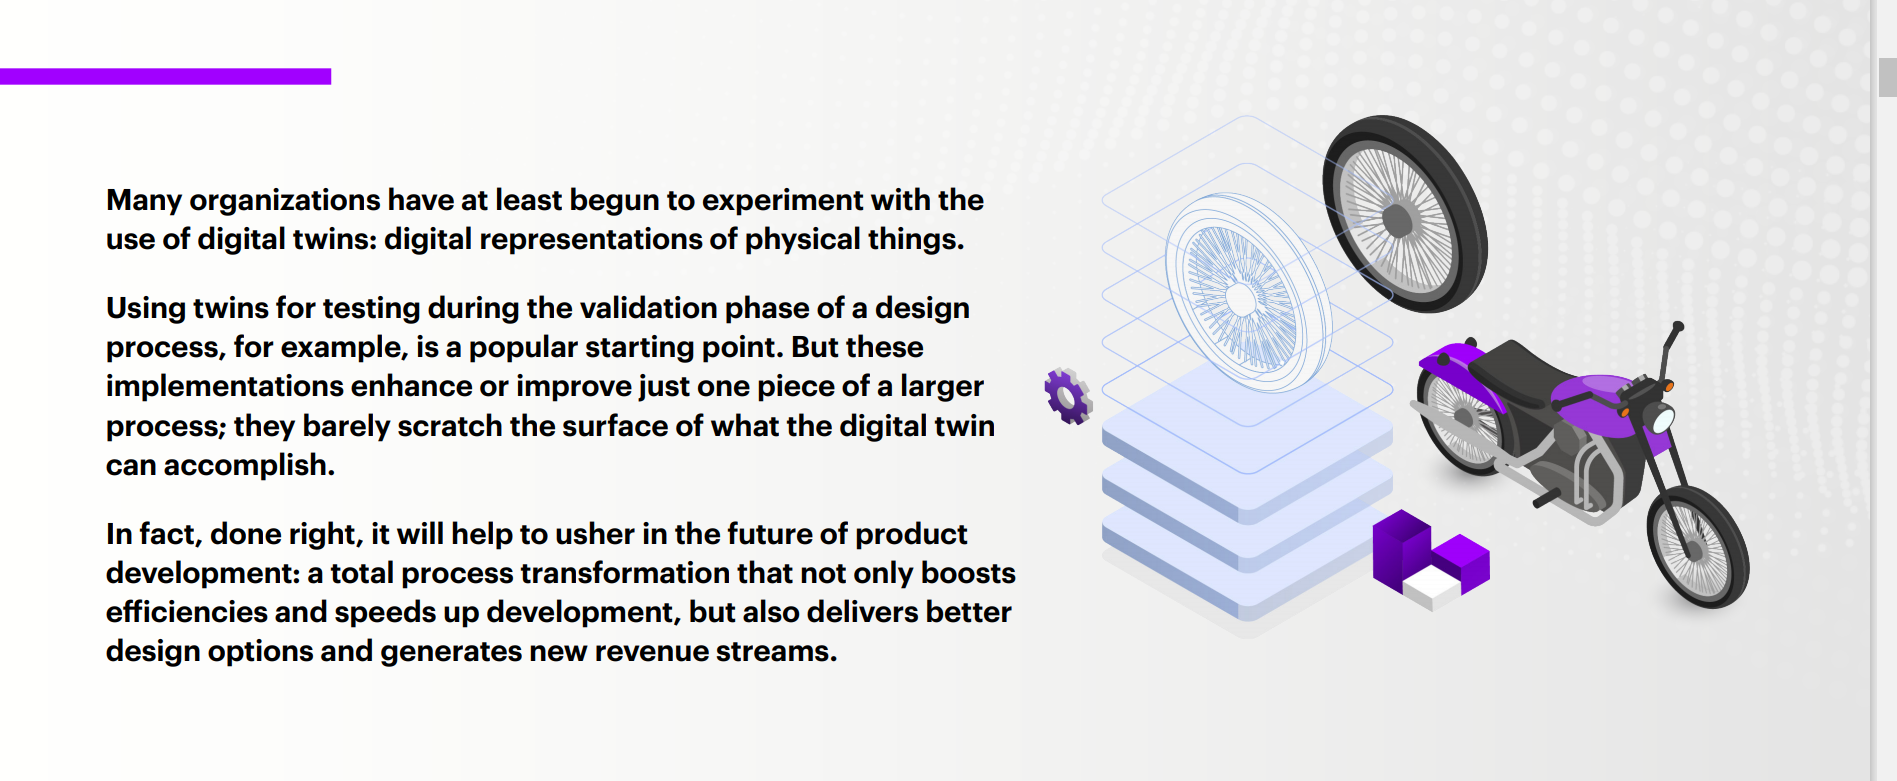 Many organizations have at least begun to experiment with the
use of digital twins: digital representations of physical things.
Using twins for testing during the validation phase of a design
process, for example, is a popular starting point. But these
implementations enhance or improve just one piece of a larger
process; they barely scratch the surface of what the digital twin
can accomplish.
In fact, done right, it will help to usher in the future of product
development: a total process transformation that not only boosts
efficiencies and speeds up development, but also delivers better
design options and generates new revenue streams.